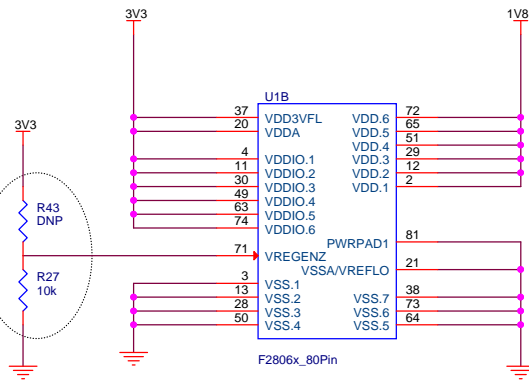 3V3
1V8
U1B
37 VDD3VFL VDD.6 72
20 VDDA VDD.5 65
VDD.4 51
4 VDDIO.1 VDD.3 29
11 VDDIO.2 VDD.2 12
30 VDDIO.3 VDD.1 2
49 VDDIO.4
63 VDDIO.5
74 VDDIO.6
PWRPAD1 81
71 VREGENZ
VSSA/VREFLO 21
3 VSS.1
13 VSS.2 VSS.7 38
28 VSS.3 VSS.6 73
50 VSS.4 VSS.5 64
F2806x_80Pin
3V3
R43
DNP
R27
10k